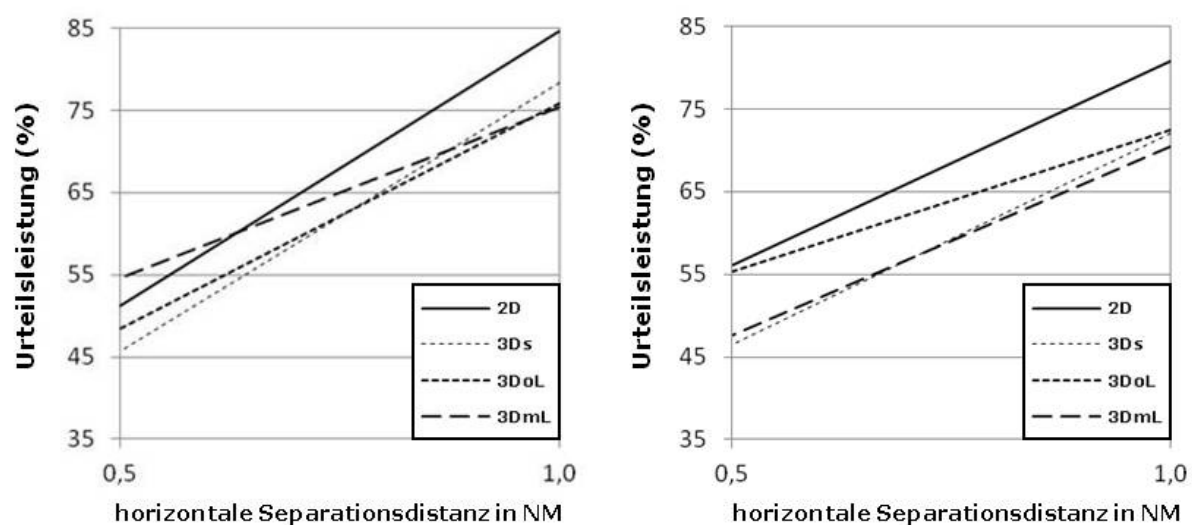 85
75
65
55
45
35
Urteilsleistung (%)
2D
3Ds
3DoL
3DmL
0,5
1,0
horizontale Separationsdistanz in NM
85
75
65
55
45
35
Urteilsleistung (%)
2D
3Ds
3DoL
3DmL
0,5
1,0
horizontale Separationsdistanz in NM